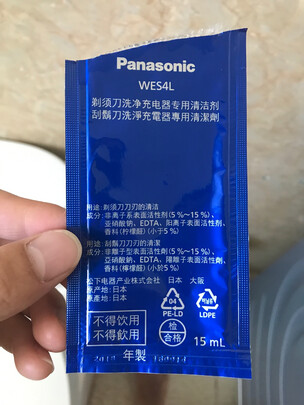 Panasonic
WES4L
剃须刀洗净充电器专用清洁剂
刮鬍刀洗淨充電器專用清潔劑
用途:剃须刀刀刃的清洁
成分:非离子系表面活性剂(5%~15%)、
亚硝酸钠、EDTA、阳离子表面活性剂、
香料(柠檬醛)(小于5%)
用途:刮鬍刀刀刃的清潔
成分:非離子型表面活性劑(5%~15%)、
亞硝酸鈉、EDTA、陽離子表面活性劑、
香料(檸檬醛)(小於5%)
松下电器产业株式会社 日本 大阪
原产地:日本
原產地:日本
不得饮用
不得飲用
04
PE-LD
LDPE
检
合格
15 mL
年製